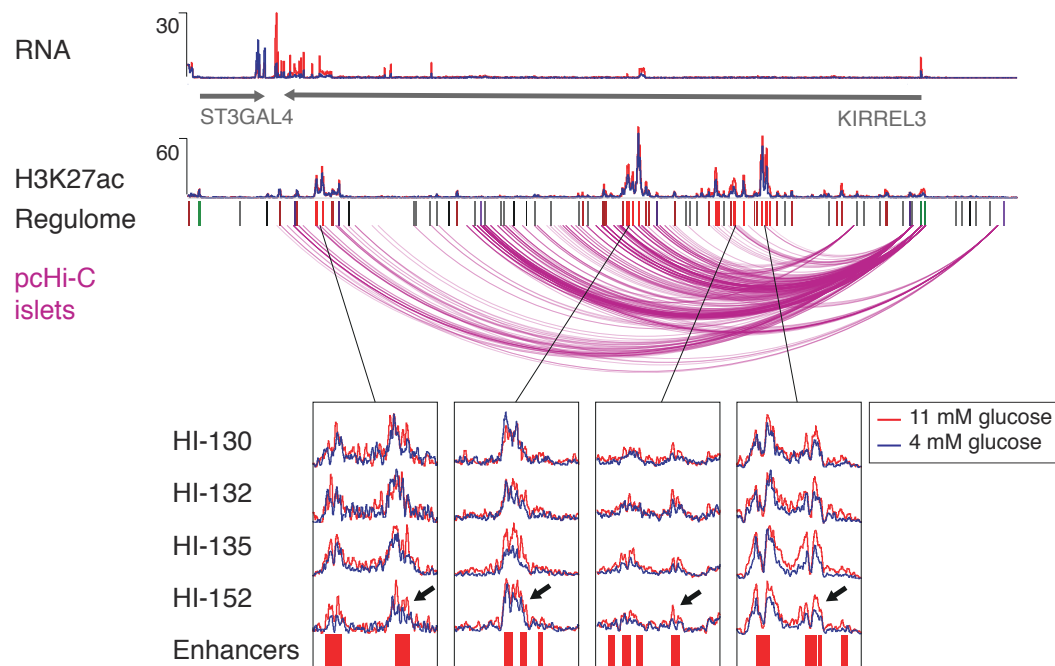 30
RNA
ST3GAL4
KIRREL3
60
H3K27ac
Regulome
pcHi-C
islets
11 mM glucose
4 mM glucose
HI-130
HI-132
HI-135
HI-152
Enhancers